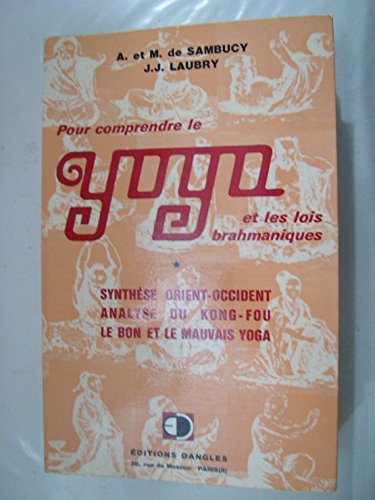 A. et M. de SAMBUCY
J.J. LAUBRY
Pour comprendre le
yoga
et les lois
brahmaniques
*
SYNTHÈSE ORIENT-OCCIDENT
ANALYSE DU KONG-FOU
LE BON ET LE MAUVAIS YOGA
EDITIONS DANGLES
38, rue de Moscou - PARIS(8)